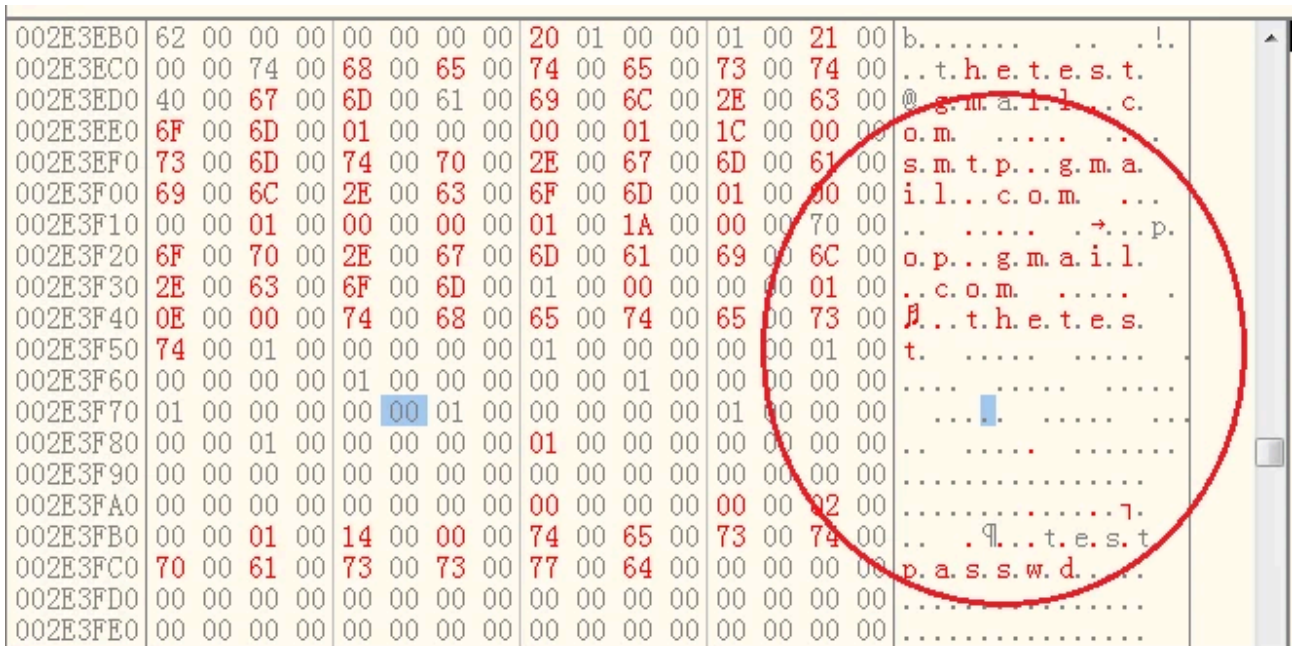 002E3EB0 62 00 00 00 00 00 00 00 20 01 00 00 01 00 21 00 b....... .. .!.
002E3EC0 00 00 74 00 68 00 65 00 74 00 65 00 73 00 74 00 ..t.h.e.t.e.s.t.
002E3ED0 40 00 67 00 6D 00 61 00 69 00 6C 00 2E 00 63 00 @.g.m.a.i.l...c.
002E3EE0 6F 00 6D 00 01 00 00 00 00 00 01 00 1C 00 00 00 o.m. ..... . ...
002E3EF0 73 00 6D 00 74 00 70 00 2E 00 67 00 6D 00 61 00 s.m.t.p...g.m.a.
002E3F00 69 00 6C 00 2E 00 63 00 6F 00 6D 00 01 00 00 00 i.l...c.o.m. ...
002E3F10 00 00 01 00 00 00 00 00 01 00 1A 00 00 00 70 00 .. ..... .→...p.
002E3F20 6F 00 70 00 2E 00 67 00 6D 00 61 00 69 00 6C 00 o.p...g.m.a.i.l.
002E3F30 2E 00 63 00 6F 00 6D 00 01 00 00 00 00 00 01 00 ..c.o.m. ..... .
002E3F40 0E 00 00 00 74 00 68 00 65 00 74 00 65 00 73 00 ♬...t.h.e.t.e.s.
002E3F50 74 00 01 00 00 00 00 00 01 00 00 00 00 00 01 00 t. ..... ..... .
002E3F60 00 00 00 00 01 00 00 00 00 00 01 00 00 00 00 00 .... ..... .....
002E3F70 01 00 00 00 00 00 01 00 00 00 00 00 01 00 00 00 ..... ..... ...
002E3F80 00 00 01 00 00 00 00 00 01 00 00 00 00 00 00 00 .. ..... .......
002E3F90 00 00 00 00 00 00 00 00 00 00 00 00 00 00 00 00 ................
002E3FA0 00 00 00 00 00 00 00 00 00 00 00 00 00 00 02 00 ..............┐.
002E3FB0 00 00 01 00 14 00 00 00 74 00 65 00 73 00 74 00 .. .¶...t.e.s.t.
002E3FC0 70 00 61 00 73 00 73 00 77 00 64 00 00 00 00 00 p.a.s.s.w.d.....
002E3FD0 00 00 00 00 00 00 00 00 00 00 00 00 00 00 00 00 ................
002E3FE0 00 00 00 00 00 00 00 00 00 00 00 00 00 00 00 00 ................